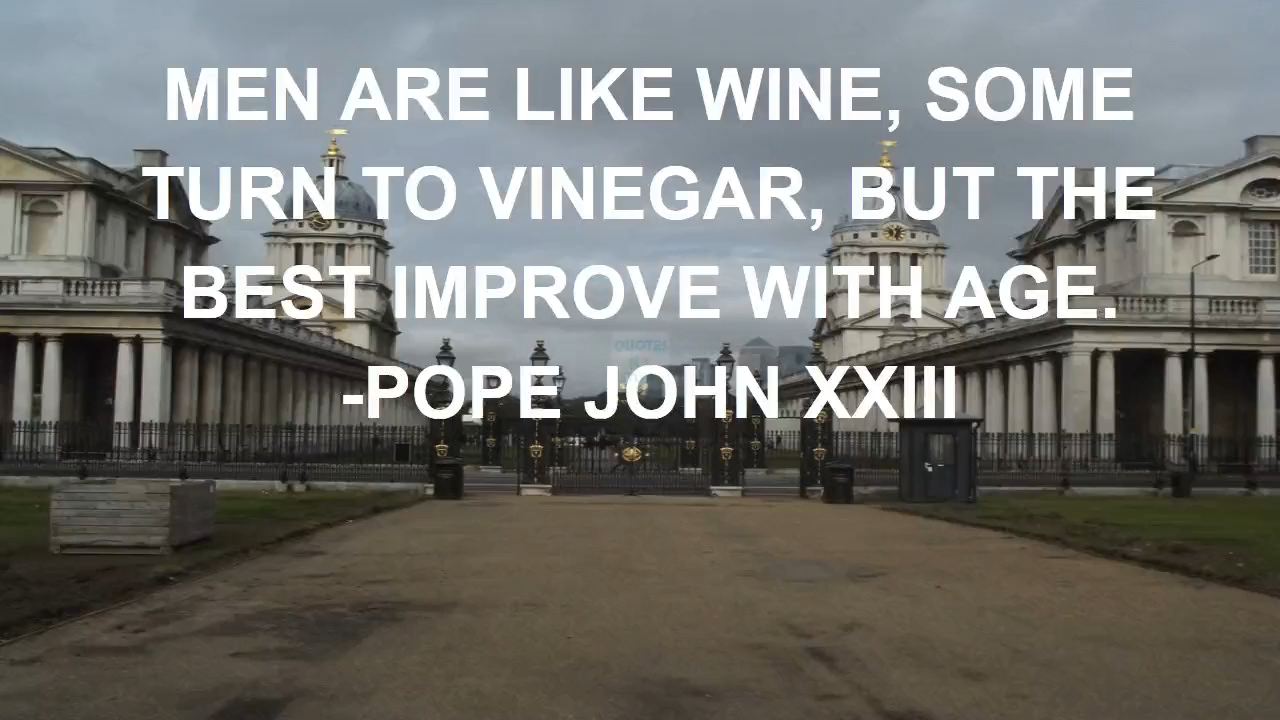 MEN ARE LIKE WINE, SOME
TURN TO VINEGAR, BUT THE
BEST IMPROVE WITH AGE.
-POPE JOHN XXIII